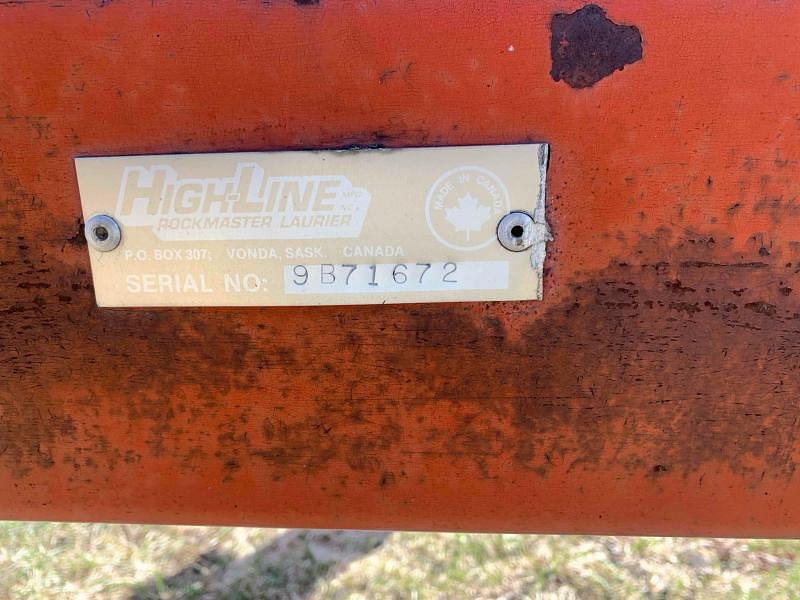 HIGH-LINE MFG INC.
ROCKMASTER LAURIER
MADE IN CANADA
P.O. BOX 307; VONDA, SASK. CANADA
SERIAL NO: 9B71672